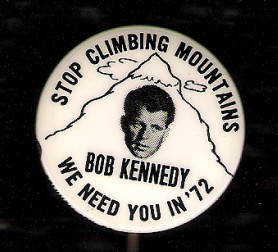 STOP CLIMBING MOUNTAINS
BOB KENNEDY
WE NEED YOU IN '72